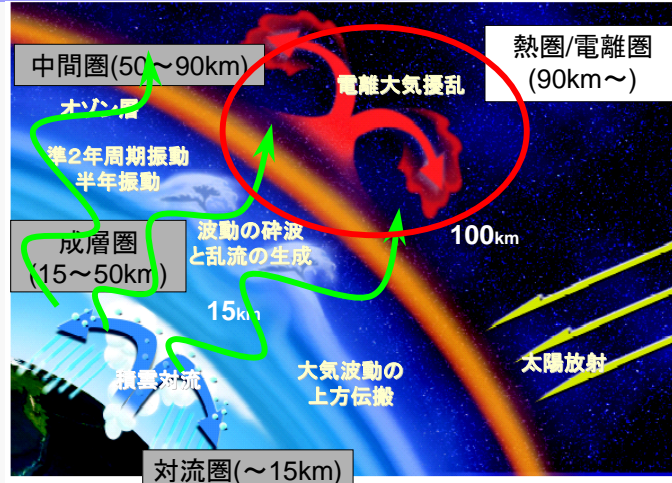 中間圏(50～90km)
オゾン層
準2年周期振動
半年振動
成層圏
(15～50km)
電離大気擾乱
熱圏/電離圏
(90km～)
波動の砕波
と乱流の生成
100km
15km
積雲対流
大気波動の
上方伝搬
太陽放射
対流圏(～15km)